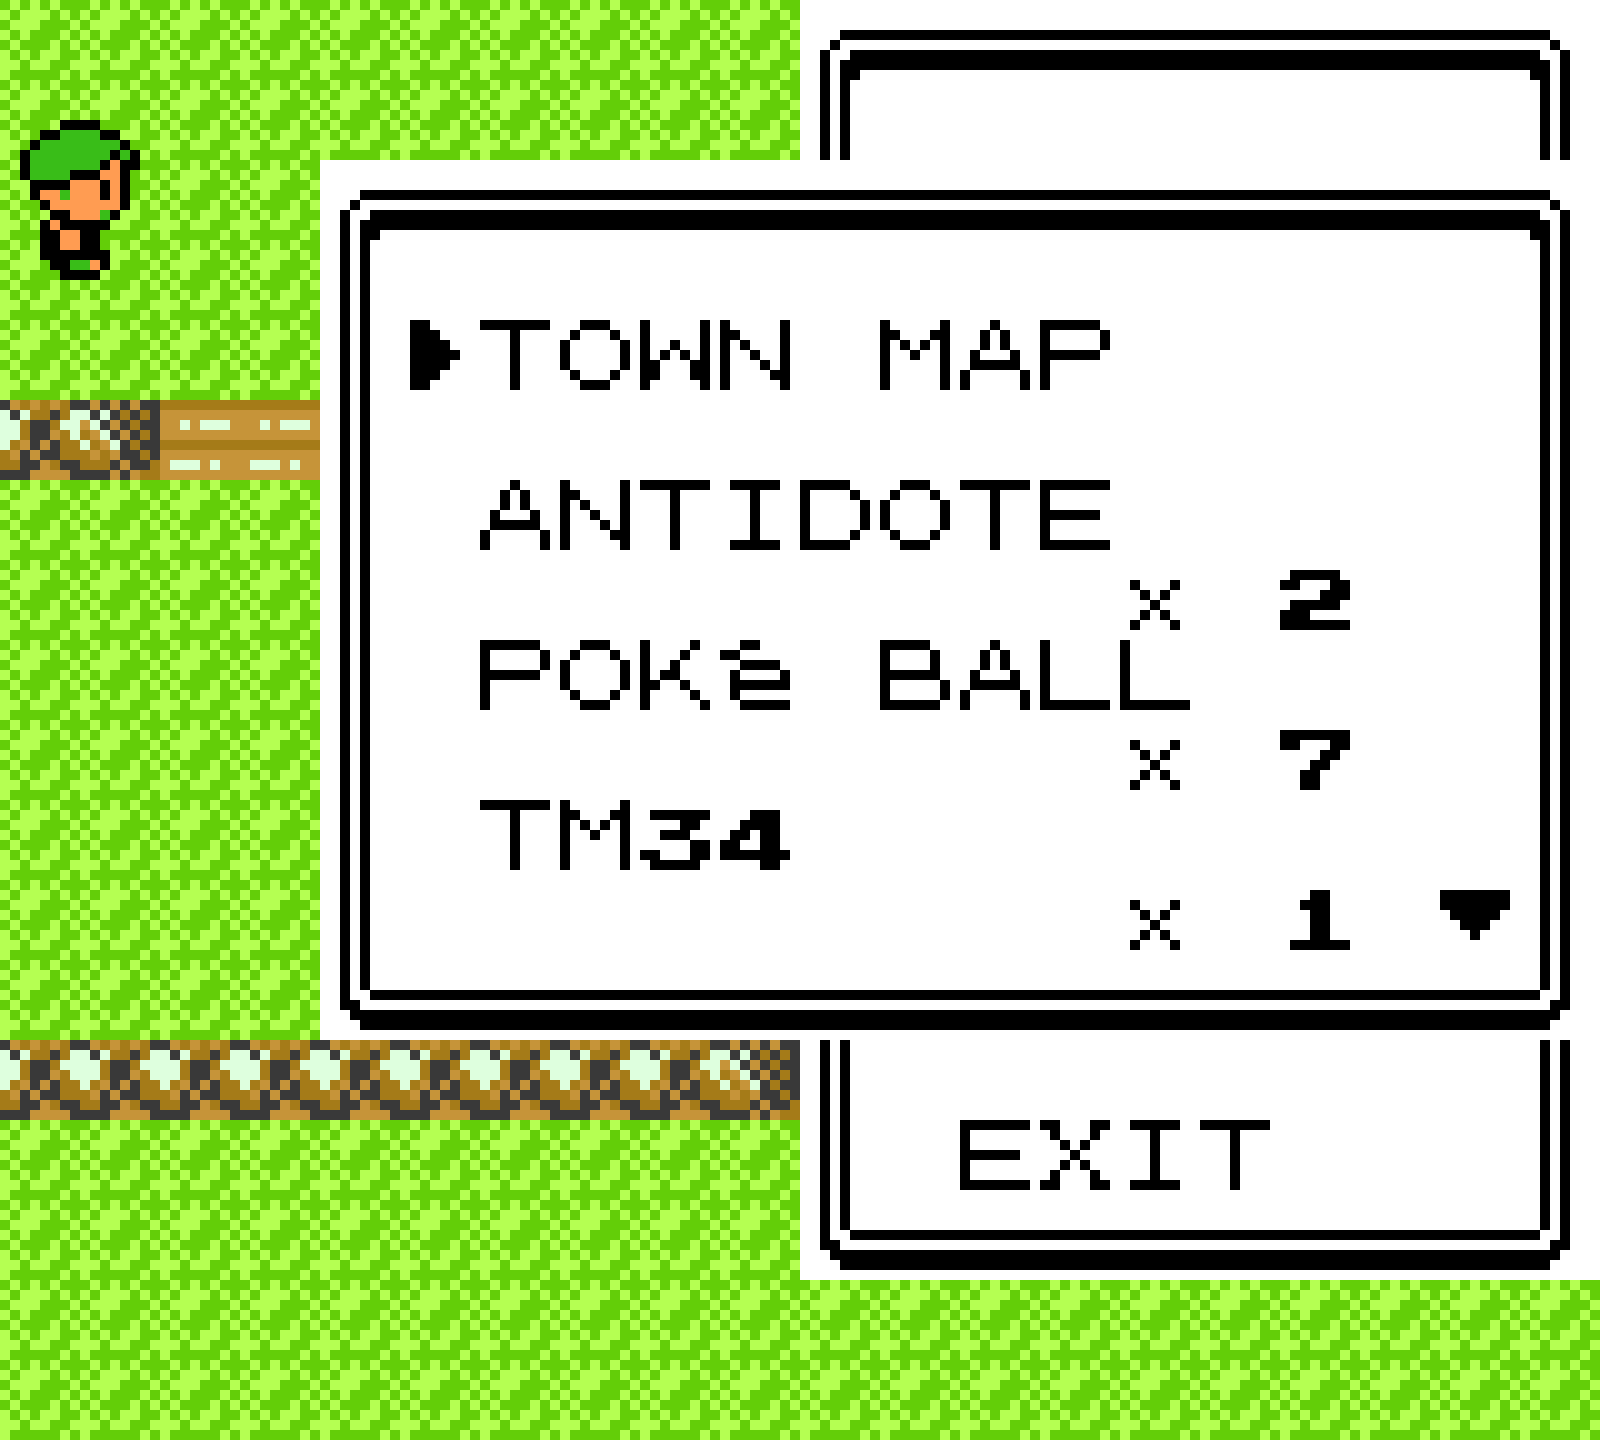 ▶TOWN MAP
ANTIDOTE
× 2
POKé BALL
× 7
TM34
× 1 ▼
EXIT